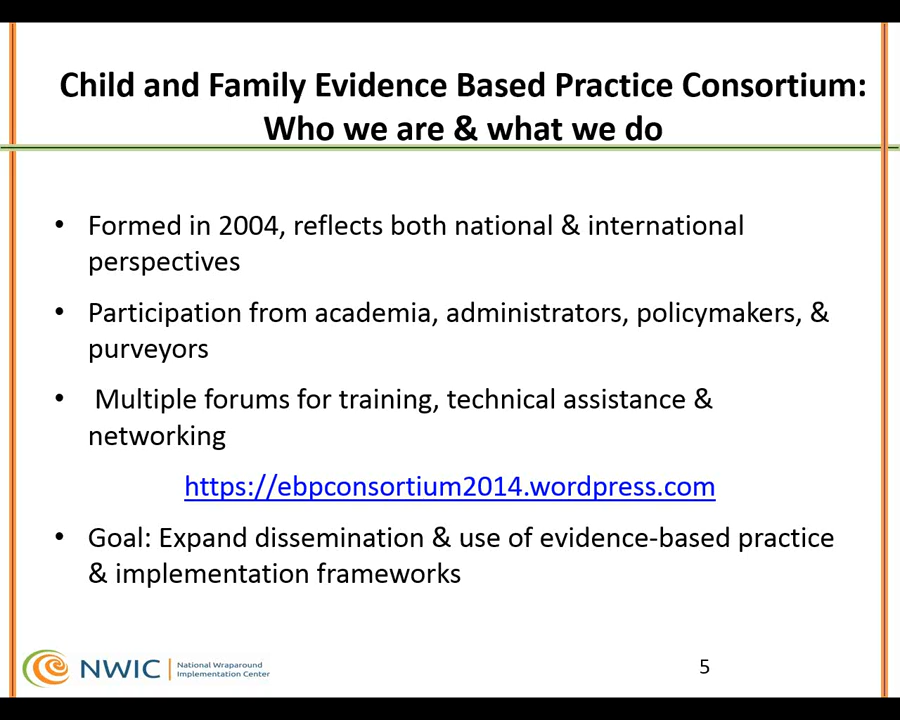 Child and Family Evidence Based Practice Consortium:
Who we are & what we do
• Formed in 2004, reflects both national & international
perspectives
• Participation from academia, administrators, policymakers, &
purveyors
• Multiple forums for training, technical assistance &
networking
https://ebpconsortium2014.wordpress.com
• Goal: Expand dissemination & use of evidence-based practice
& implementation frameworks
NWIC
National Wraparound
Implementation Center
5